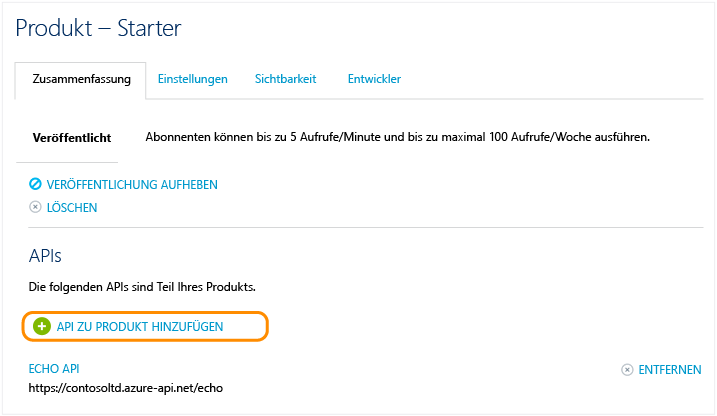 Produkt – Starter
Zusammenfassung Einstellungen Sichtbarkeit Entwickler
Veröffentlicht Abonnenten können bis zu 5 Aufrufe/Minute und bis zu maximal 100 Aufrufe/Woche ausführen.
VERÖFFENTLICHUNG AUFHEBEN
LÖSCHEN
APIs
Die folgenden APIs sind Teil Ihres Produkts.
API ZU PRODUKT HINZUFÜGEN
ECHO API ENTFERNEN
https://contosoltd.azure-api.net/echo